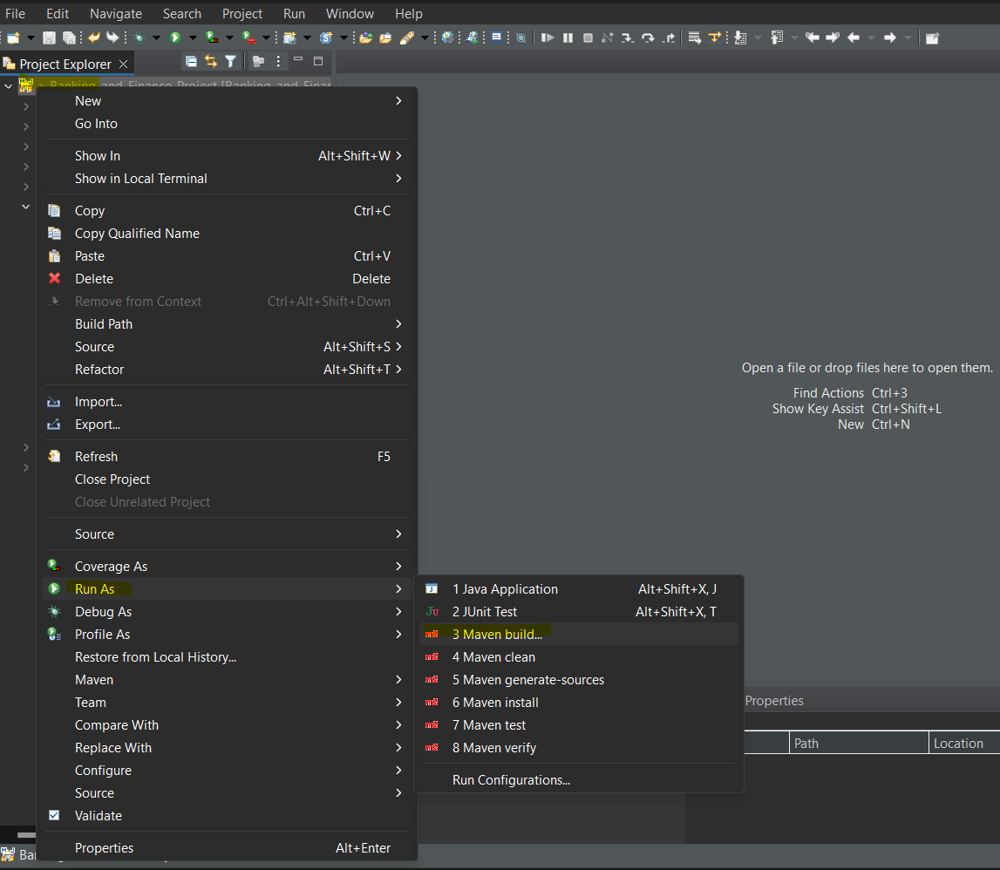 File Edit Navigate Search Project Run Window Help
Project Explorer
> Banking and Finance Project [Banking and Finan
New
Go Into
Show In Alt+Shift+W
Show in Local Terminal
Copy Ctrl+C
Copy Qualified Name
Paste Ctrl+V
Delete Delete
Remove from Context Ctrl+Alt+Shift+Down
Build Path
Source Alt+Shift+S
Refactor Alt+Shift+T
Import...
Export...
Refresh F5
Close Project
Close Unrelated Project
Source
Coverage As
Run As
Debug As
Profile As
Restore from Local History...
Maven
Team
Compare With
Replace With
Configure
Source
Validate
Properties Alt+Enter
1 Java Application Alt+Shift+X, J
2 JUnit Test Alt+Shift+X, T
3 Maven build...
4 Maven clean
5 Maven generate-sources
6 Maven install
7 Maven test
8 Maven verify
Run Configurations...
Open a file or drop files here to open them.
Find Actions Ctrl+3
Show Key Assist Ctrl+Shift+L
New Ctrl+N
Properties
Path Location